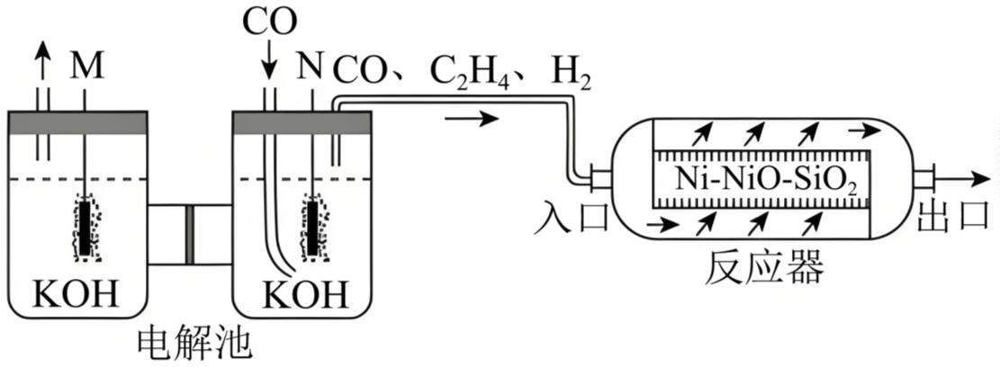 CO
M
N CO、C₂H₄、H₂
Ni-NiO-SiO₂
入口
出口
反应器
KOH
KOH
电解池